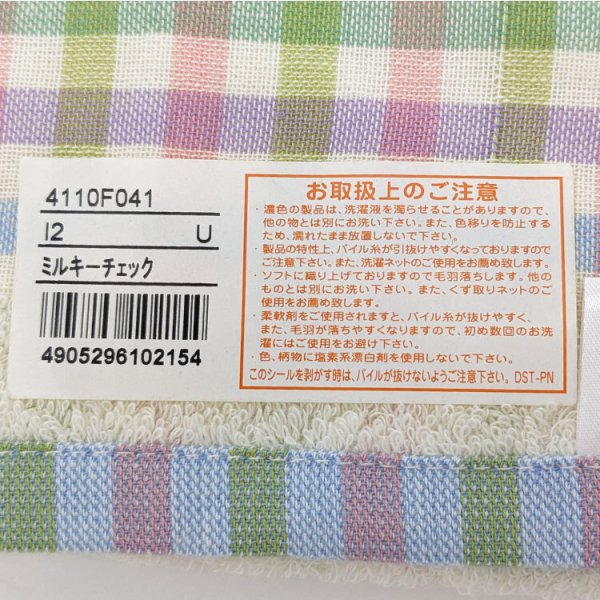 4110F041
12 U
ミルキーチェック
4905296102154
お取扱上のご注意
・濃色の製品は、洗濯液を濁らせることがありますので、
他の物とは別にお洗い下さい。また、色移りを防止する
ため、濡れたまま放置しないで下さい。
・製品の特性上、パイル糸が引抜けやすくなっておりますので
ご注意下さい。また、洗濯ネットのご使用をお薦め致します。
・ソフトに織り上げておりますので毛羽落ちします。他の
ものとは別にお洗い下さい。また、くず取りネットのご
使用をお薦め致します。
・柔軟剤をご使用されますと、パイル糸が抜けやすく、
また、毛羽が落ちやすくなりますので、初め数回のお洗
濯にはご使用をお避け下さい。
・色、柄物に塩素系漂白剤を使用しないで下さい。
このシールを剥がす時は、パイルが抜けないようご注意下さい。DST-PN